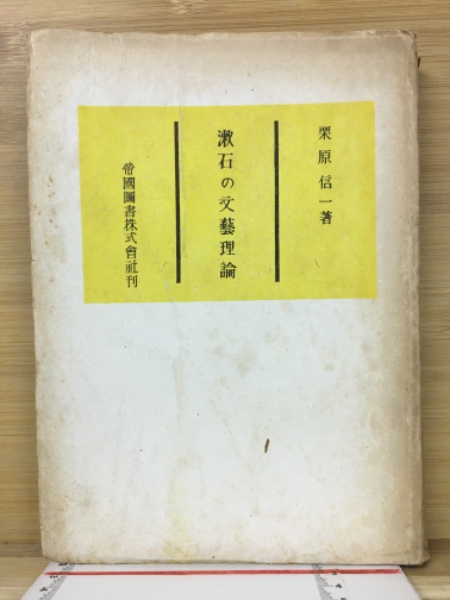 栗原信一著
漱石の文藝理論
帝國圖書株式會社刊